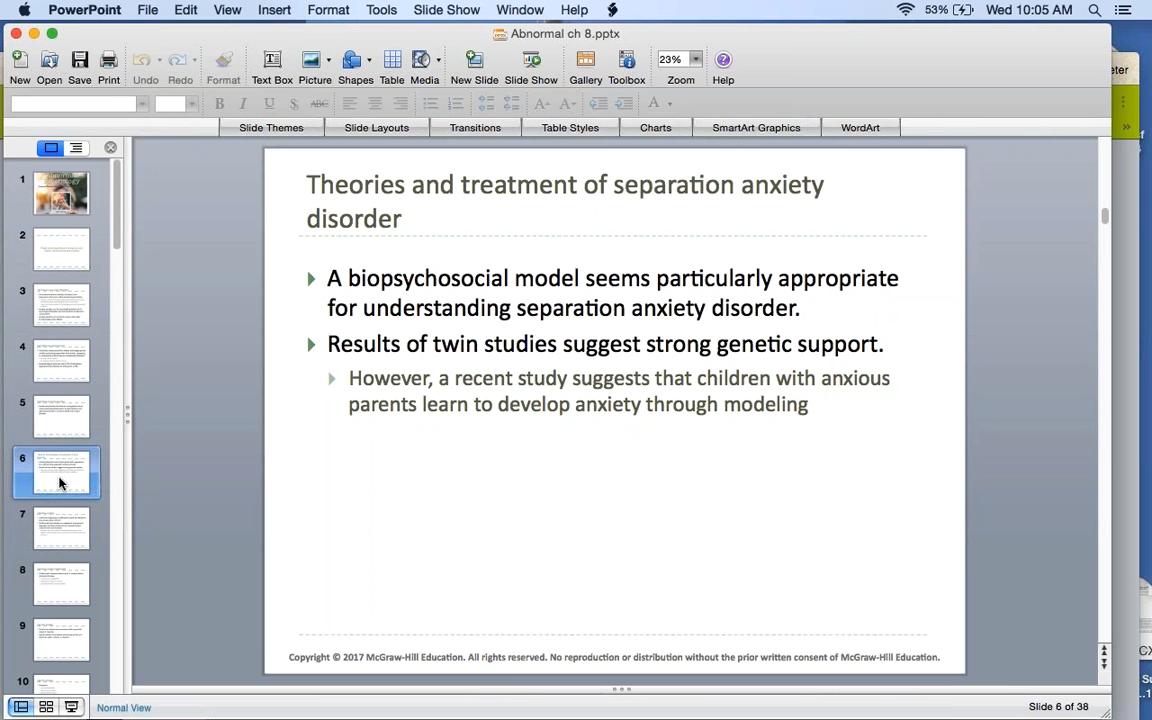 PowerPoint File Edit View Insert Format Tools Slide Show Window Help 53% Wed 10:05 AM
Abnormal ch 8.pptx
New Open Save Print Undo Redo Format Text Box Picture Shapes Table Media New Slide Slide Show Gallery Toolbox 23% Zoom Help
B I U S ABC A A A
Slide Themes Slide Layouts Transitions Table Styles Charts SmartArt Graphics WordArt
1
2
3
4
5
6
7
8
9
10
Theories and treatment of separation anxiety
disorder
A biopsychosocial model seems particularly appropriate
for understanding separation anxiety disorder.
Results of twin studies suggest strong genetic support.
However, a recent study suggests that children with anxious
parents learn to develop anxiety through modeling
Copyright © 2017 McGraw-Hill Education. All rights reserved. No reproduction or distribution without the prior written consent of McGraw-Hill Education.
Normal View
Slide 6 of 38